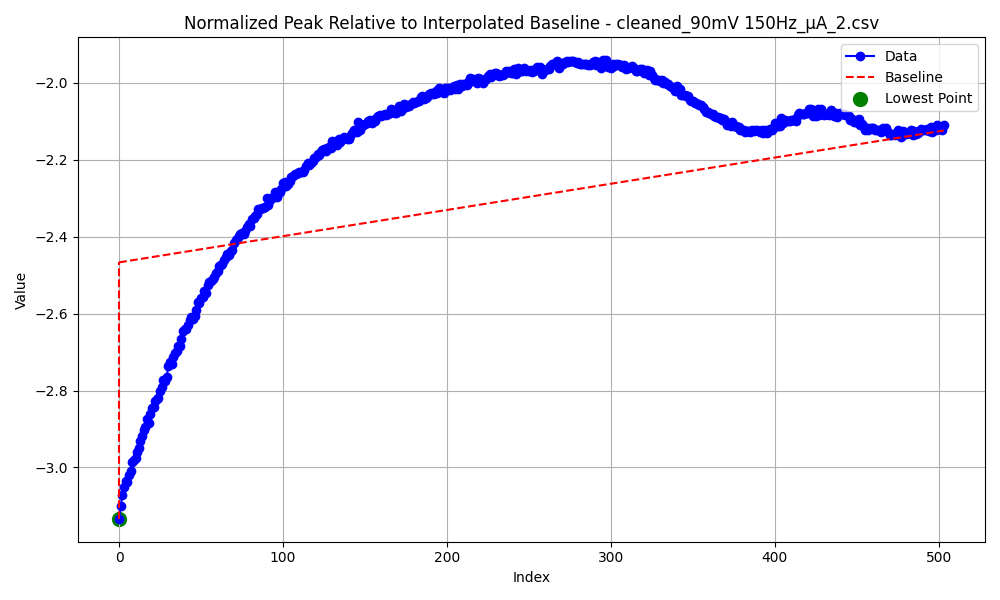 Normalized Peak Relative to Interpolated Baseline - cleaned_90mV 150Hz_μA_2.csv
Data
Baseline
Lowest Point
Value
−2.0
−2.2
−2.4
−2.6
−2.8
−3.0
0 100 200 300 400 500
Index